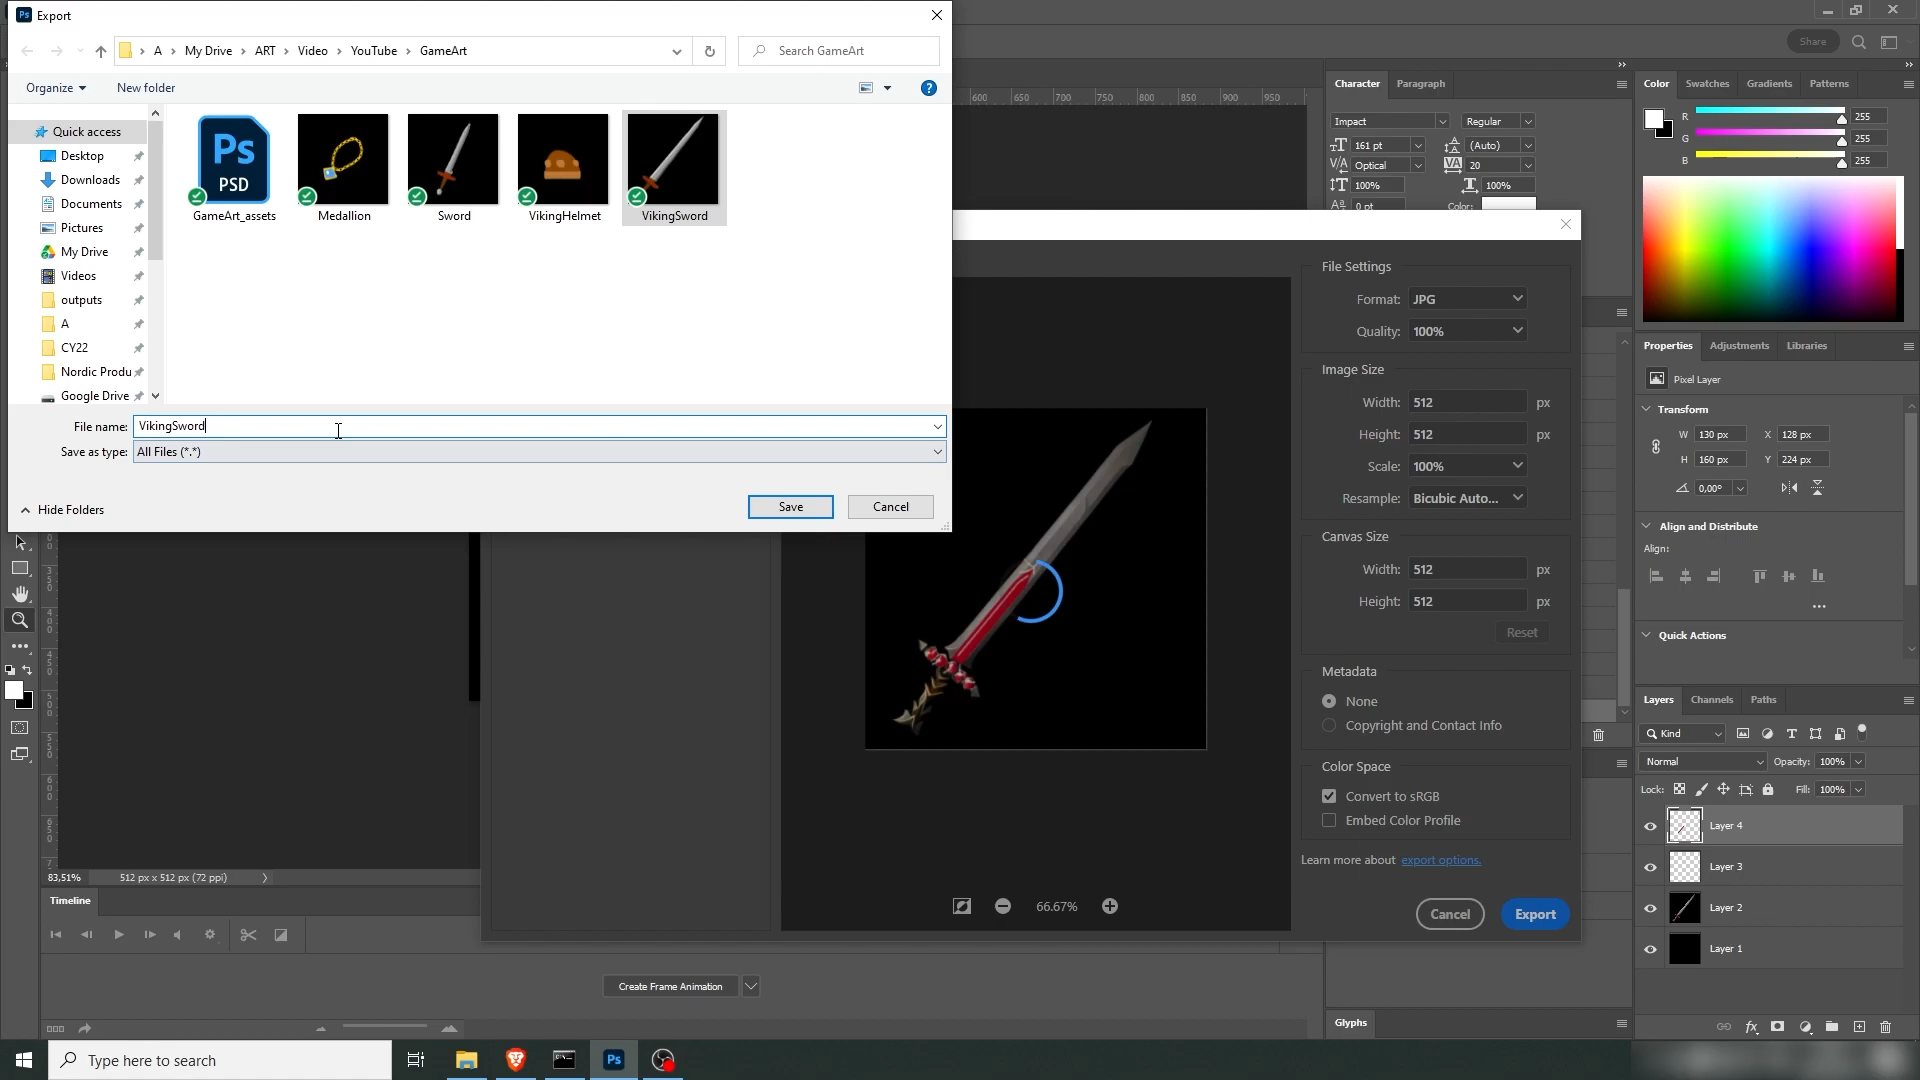 Export
A > My Drive > ART > Video > YouTube > GameArt
Search GameArt
Organize
New folder
Quick access
Desktop
Downloads
Documents
Pictures
My Drive
Videos
outputs
A
CY22
Nordic Produ
Google Drive
Ps
PSD
GameArt_assets
Medallion
Sword
VikingHelmet
VikingSword
File name: VikingSword
Save as type: All Files (*.*)
Hide Folders
Save
Cancel
Share
600 650 700 750 800 850 900 950
Character
Paragraph
Impact
Regular
161 pt
(Auto)
Optical
20
100%
100%
0 pt
Color:
Color
Swatches
Gradients
Patterns
R 255
G 255
B 255
File Settings
Format: JPG
Quality: 100%
Image Size
Width: 512 px
Height: 512 px
Scale: 100%
Resample: Bicubic Auto...
Canvas Size
Width: 512 px
Height: 512 px
Reset
Metadata
None
Copyright and Contact Info
Color Space
Convert to sRGB
Embed Color Profile
Learn more about export options.
66.67%
Cancel
Export
Properties
Adjustments
Libraries
Pixel Layer
Transform
W 130 px X 128 px
H 160 px Y 224 px
0,00°
Align and Distribute
Align:
Quick Actions
Layers
Channels
Paths
Kind
Normal
Opacity: 100%
Lock:
Fill: 100%
Layer 4
Layer 3
Layer 2
Layer 1
83,51%
512 px x 512 px (72 ppi)
Timeline
Create Frame Animation
Glyphs
Type here to search
Ps